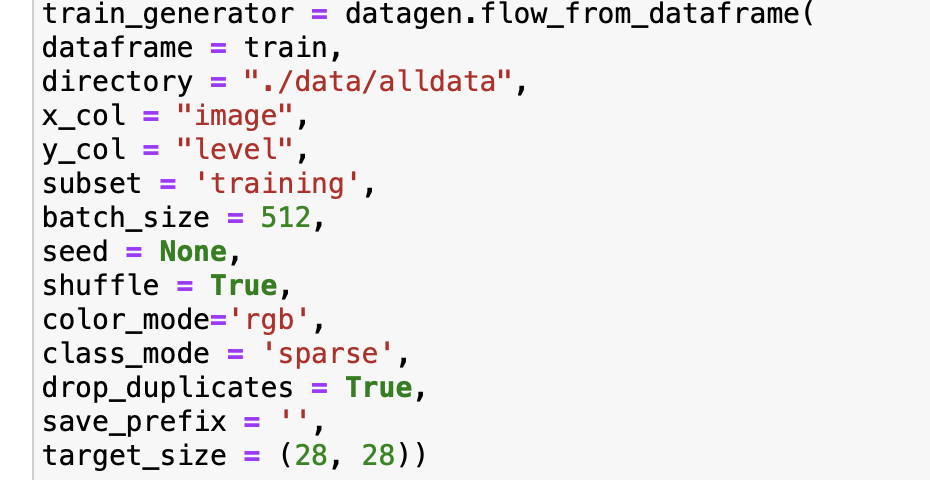 train_generator = datagen.flow_from_dataframe(
dataframe = train,
directory = "./data/alldata",
x_col = "image",
y_col = "level",
subset = 'training',
batch_size = 512,
seed = None,
shuffle = True,
color_mode='rgb',
class_mode = 'sparse',
drop_duplicates = True,
save_prefix = '',
target_size = (28, 28))